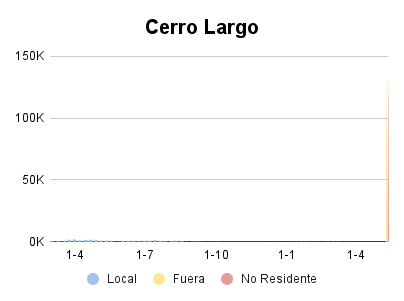 Cerro Largo
150K
100K
50K
0K
1-4 1-7 1-10 1-1 1-4
Local Fuera No Residente